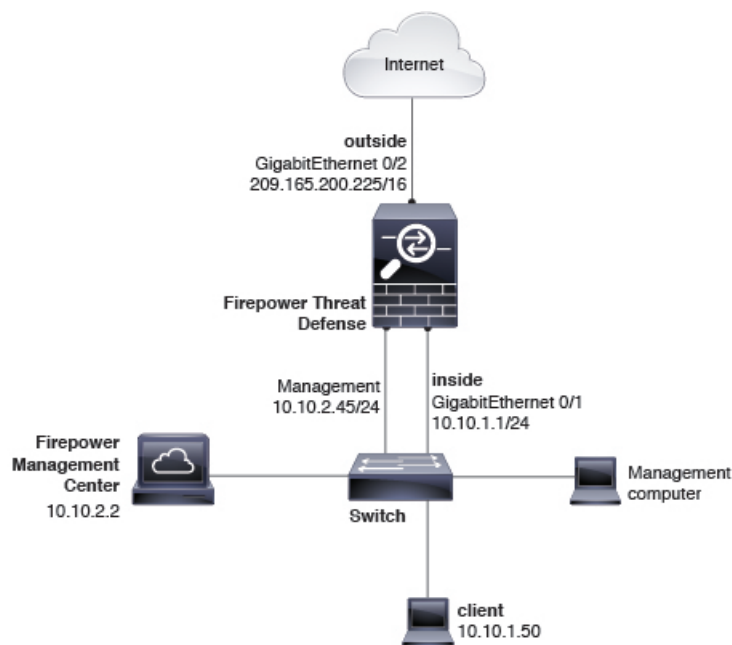 Internet
outside
GigabitEthernet 0/2
209.165.200.225/16
Firepower Threat
Defense
Management
10.10.2.45/24
inside
GigabitEthernet 0/1
10.10.1.1/24
Firepower
Management
Center
10.10.2.2
Switch
Management
computer
client
10.10.1.50